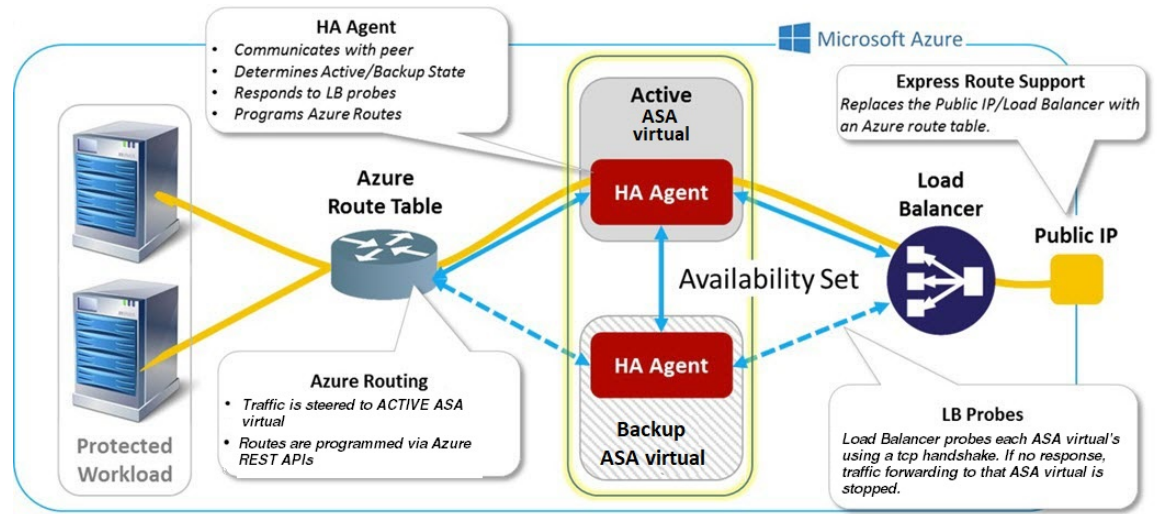 HA Agent
• Communicates with peer
• Determines Active/Backup State
• Responds to LB probes
• Programs Azure Routes
Microsoft Azure
Express Route Support
Replaces the Public IP/Load Balancer with
an Azure route table.
Active
ASA
virtual
HA Agent
Azure
Route Table
Load
Balancer
Public IP
Availability Set
HA Agent
Backup
ASA virtual
Protected
Workload
Azure Routing
• Traffic is steered to ACTIVE ASA
virtual
• Routes are programmed via Azure
REST APIs
LB Probes
Load Balancer probes each ASA virtual's
using a tcp handshake. If no response,
traffic forwarding to that ASA virtual is
stopped.